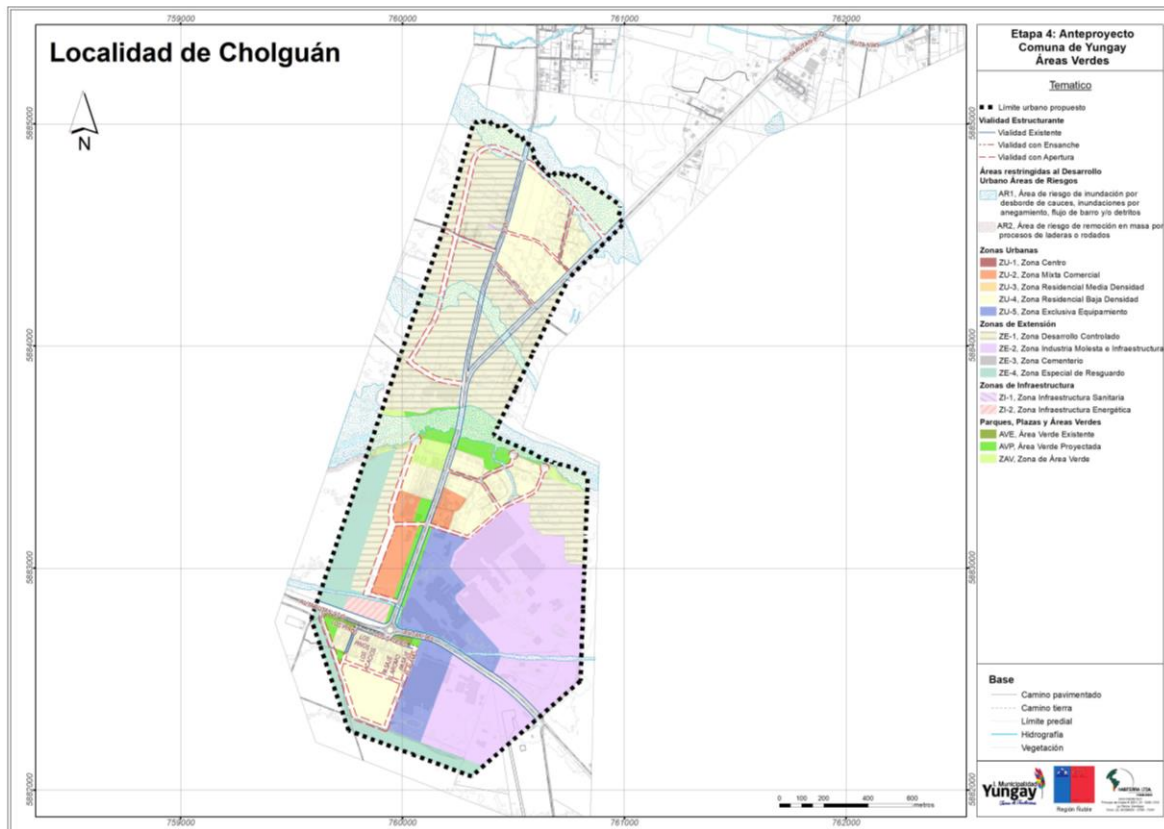 759000
760000
761000
762000
Localidad de Cholguán
N
5885000
5885000
5884000
5884000
5883000
5883000
5882000
5882000
0 100 200 400 600
metros
Etapa 4: Anteproyecto
Comuna de Yungay
Áreas Verdes
Tematico
Límite urbano propuesto
Vialidad Estructurante
Vialidad Existente
Vialidad con Ensanche
Vialidad con Apertura
Áreas restringidas al Desarrollo
Urbano Áreas de Riesgos
AR1, Área de riesgo de inundación por
desborde de cauces, inundaciones por
anegamiento, flujo de barro y/o detritos
AR2, Área de riesgo de remoción en masa por
procesos de laderas o rodados
Zonas Urbanas
ZU-1, Zona Centro
ZU-2, Zona Mixta Comercial
ZU-3, Zona Residencial Media Densidad
ZU-4, Zona Residencial Baja Densidad
ZU-5, Zona Exclusiva Equipamiento
Zonas de Extensión
ZE-1, Zona Desarrollo Controlado
ZE-2, Zona Industria Molesta e Infraestructura
ZE-3, Zona Cementerio
ZE-4, Zona Especial de Resguardo
Zonas de Infraestructura
ZI-1, Zona Infraestructura Sanitaria
ZI-2, Zona Infraestructura Energética
Parques, Plazas y Áreas Verdes
AVE, Área Verde Existente
AVP, Área Verde Proyectada
ZAV, Zona de Área Verde
Base
Camino pavimentado
Camino tierra
Límite predial
Hidrografía
Vegetación
I. Municipalidad
Yungay
Región Ñuble
759000
760000
761000
762000